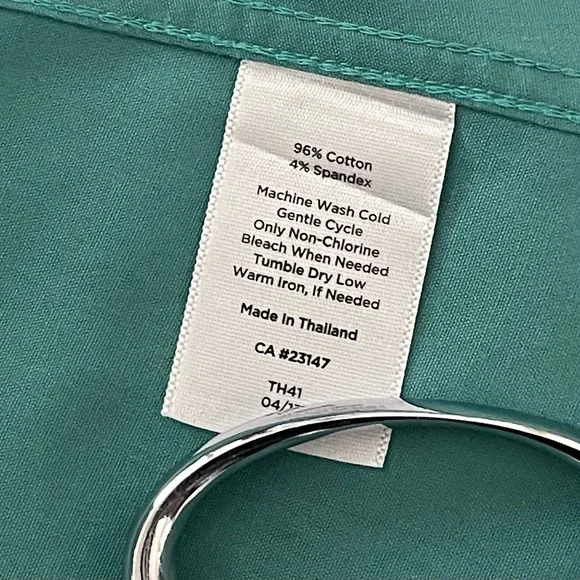 96% Cotton
4% Spandex
Machine Wash Cold
Gentle Cycle
Only Non-Chlorine
Bleach When Needed
Tumble Dry Low
Warm Iron, If Needed
Made In Thailand
CA #23147
TH41